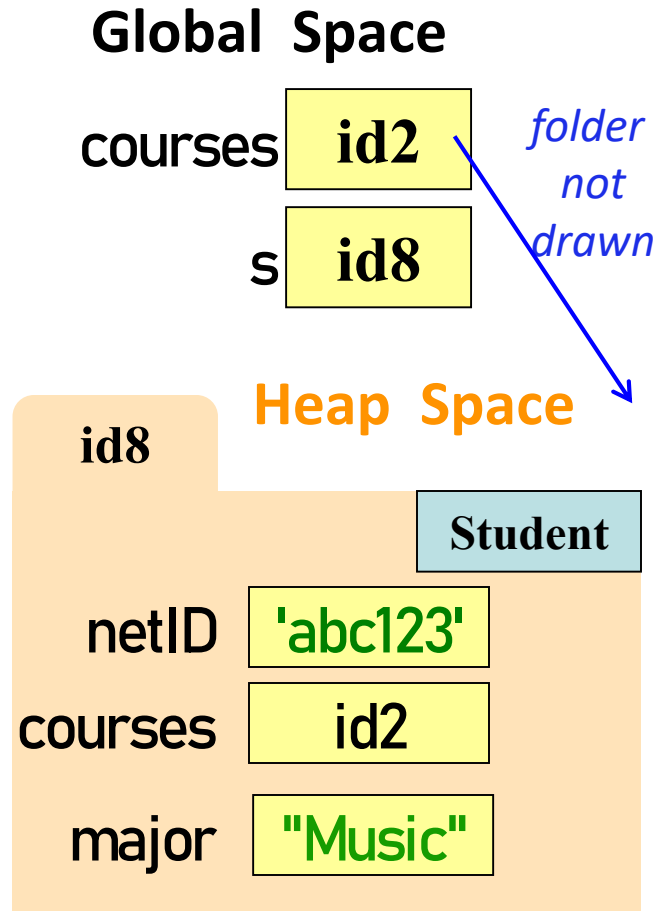 Global Space
courses id2
folder
not
drawn
s id8
Heap Space
id8
Student
netID 'abc123'
courses id2
major "Music"